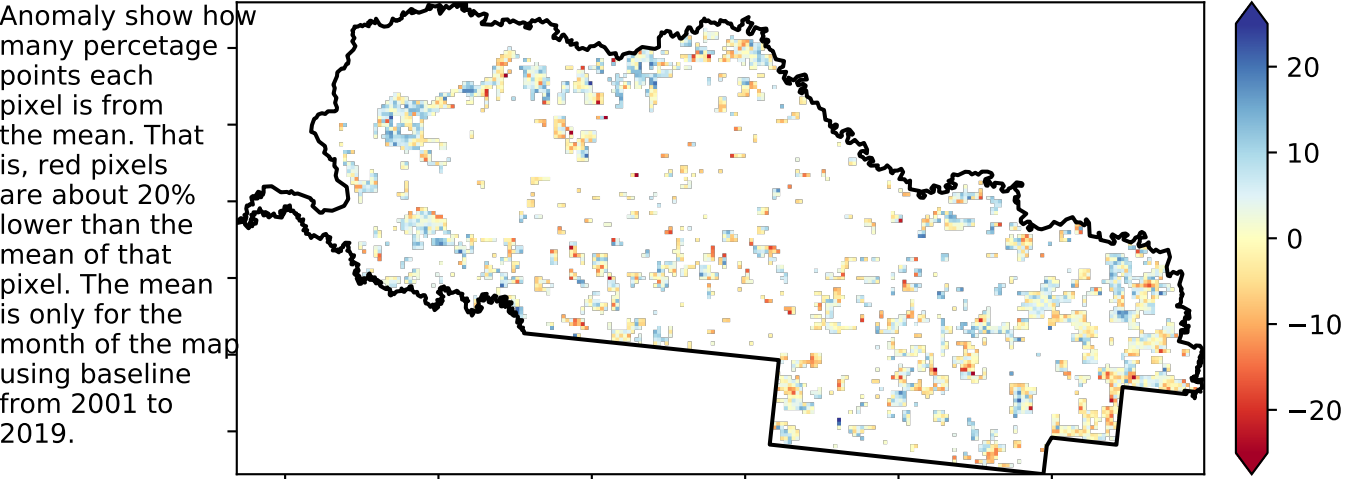 Anomaly show how
many percetage
points each
pixel is from
the mean. That
is, red pixels
are about 20%
lower than the
mean of that
pixel. The mean
is only for the
month of the map
using baseline
from 2001 to
2019.
20
10
0
−10
−20